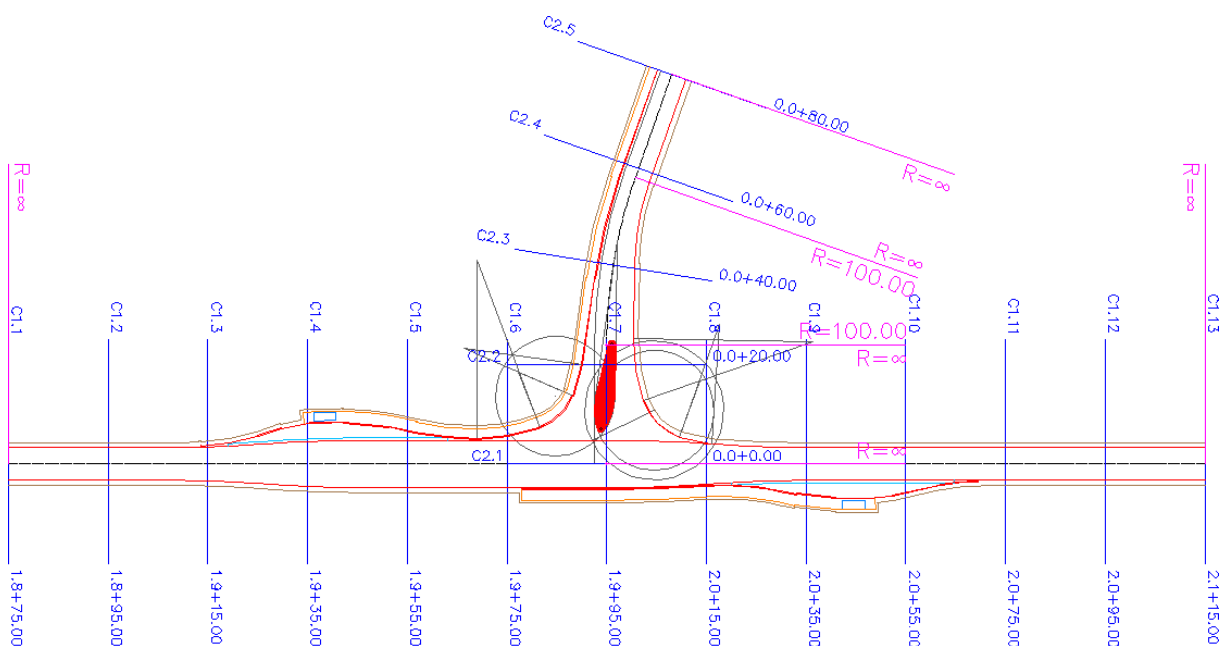 C2.5
0.0+80.00
R=∞
C2.4
0.0+60.00
R=∞
R=∞
R=∞
R=100.00
C2.3
0.0+40.00
C1.1
C1.2
C1.3
C1.4
C1.5
C1.6
C1.7
C1.8
C1.9
C1.10
C1.11
C1.12
C1.13
R=100.00
C2.2
0.0+20.00
R=∞
C2.1
0.0+0.00
R=∞
1.8+75.00
1.8+95.00
1.9+15.00
1.9+35.00
1.9+55.00
1.9+75.00
1.9+95.00
2.0+15.00
2.0+35.00
2.0+55.00
2.0+75.00
2.0+95.00
2.1+15.00